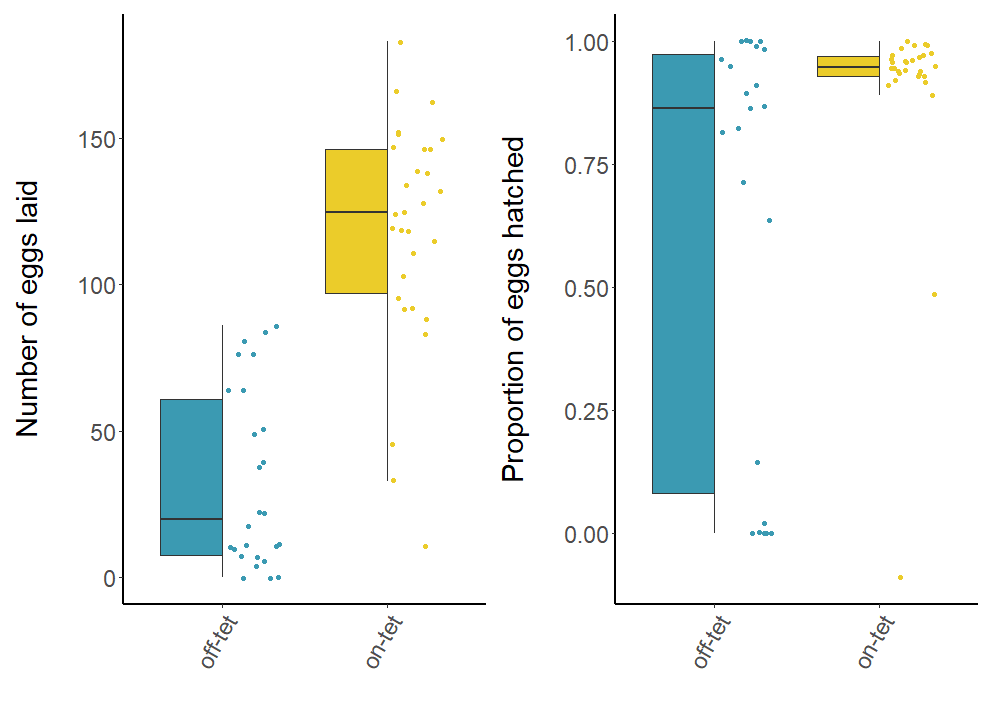 Number of eggs laid
150
100
50
0
off-tet
on-tet
Proportion of eggs hatched
1.00
0.75
0.50
0.25
0.00
off-tet
on-tet